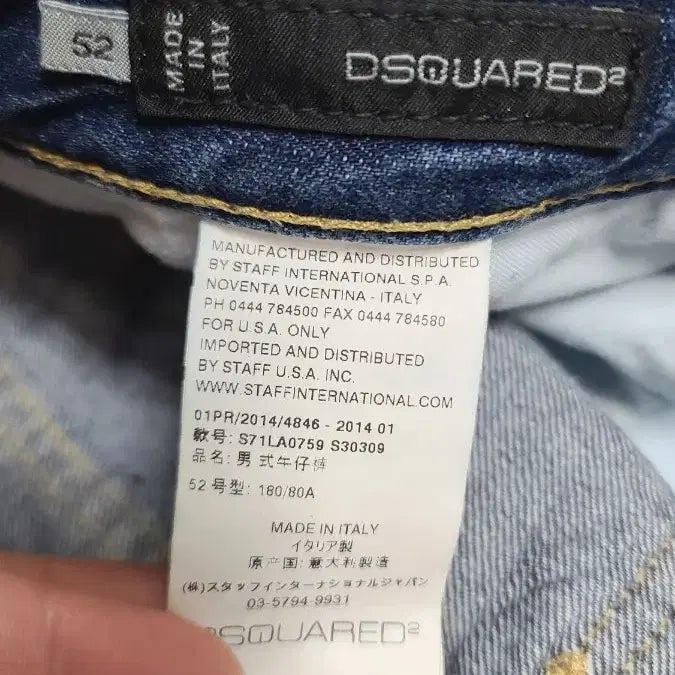 52
MADE
IN
ITALY
DSQUARED²
MANUFACTURED AND DISTRIBUTED
BY STAFF INTERNATIONAL S.P.A.
NOVENTA VICENTINA - ITALY
PH 0444 784500 FAX 0444 784580
FOR U.S.A. ONLY
IMPORTED AND DISTRIBUTED
BY STAFF U.S.A. INC.
WWW.STAFFINTERNATIONAL.COM
01PR/2014/4846 - 2014 01
款号: S71LA0759 S30309
品名: 男式牛仔裤
52 号型: 180/80A
MADE IN ITALY
イタリア製
原产国: 意大利製造
(株)スタッフインターナショナルジャパン
03-5794-9931
DSQUARED²